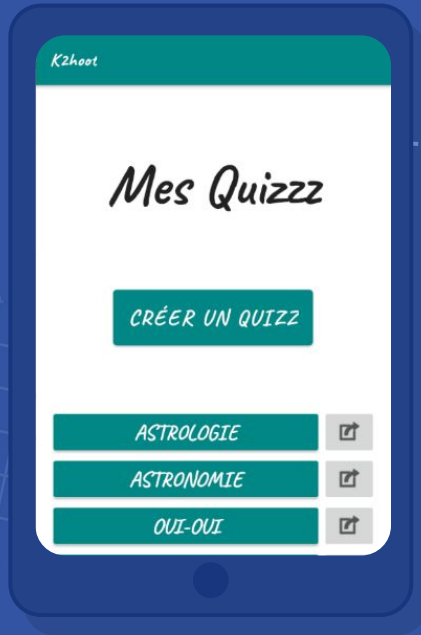 K2hoot
Mes Quizzz
CRÉER UN QUIZZ
ASTROLOGIE
ASTRONOMIE
OUI-OUI